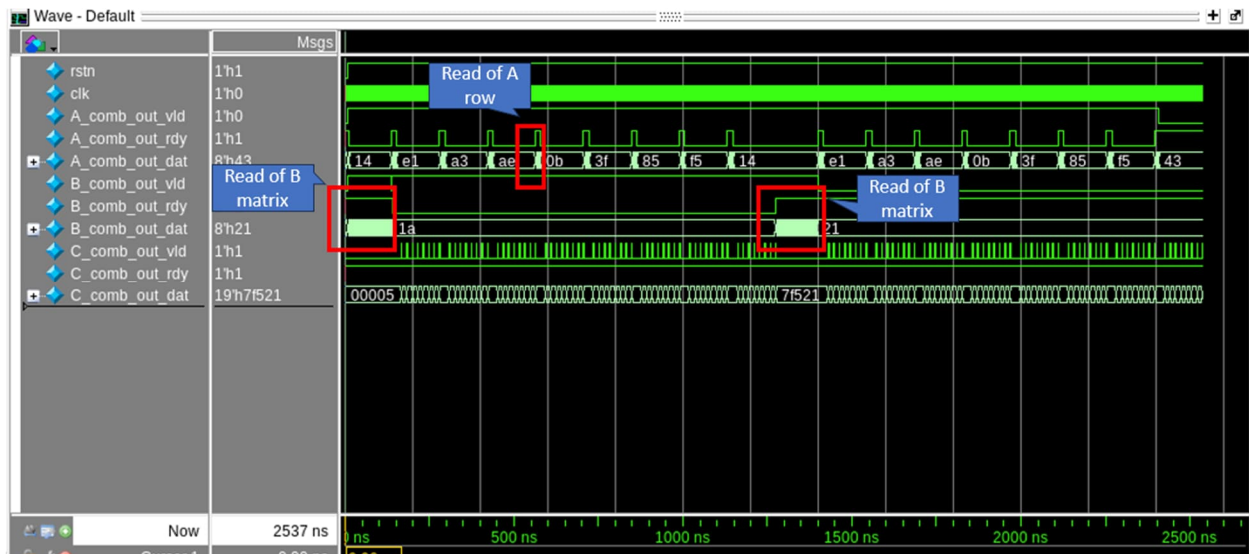 Wave - Default
Msgs
rstn 1'h1
clk 1'h0
A_comb_out_vld 1'h0
A_comb_out_rdy 1'h1
A_comb_out_dat 8'h43 14 e1 a3 ae 0b 3f 85 f5 14 e1 a3 ae 0b 3f 85 f5 43
B_comb_out_vld
B_comb_out_rdy
B_comb_out_dat 8'h21 1a 21
C_comb_out_vld 1'h1
C_comb_out_rdy 1'h1
C_comb_out_dat 19'h7f521 00005 7f521
Read of A
row
Read of B
matrix
Read of B
matrix
Now 2537 ns
ns 500 ns 1000 ns 1500 ns 2000 ns 2500 ns